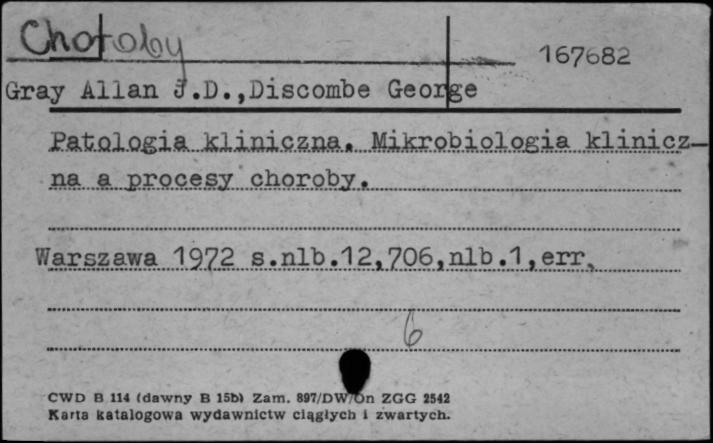 Choroby
167682
Gray Allan J.D.,Discombe George
Patologia kliniczna. Mikrobiologia klinicz-
na a procesy choroby.
Warszawa 1972 s.nlb.12,706,nlb.1,err.
6
CWD B 114 (dawny B 15b) Zam. 897/DW/On ZGG 2542
Karta katalogowa wydawnictw ciągłych i zwartych.